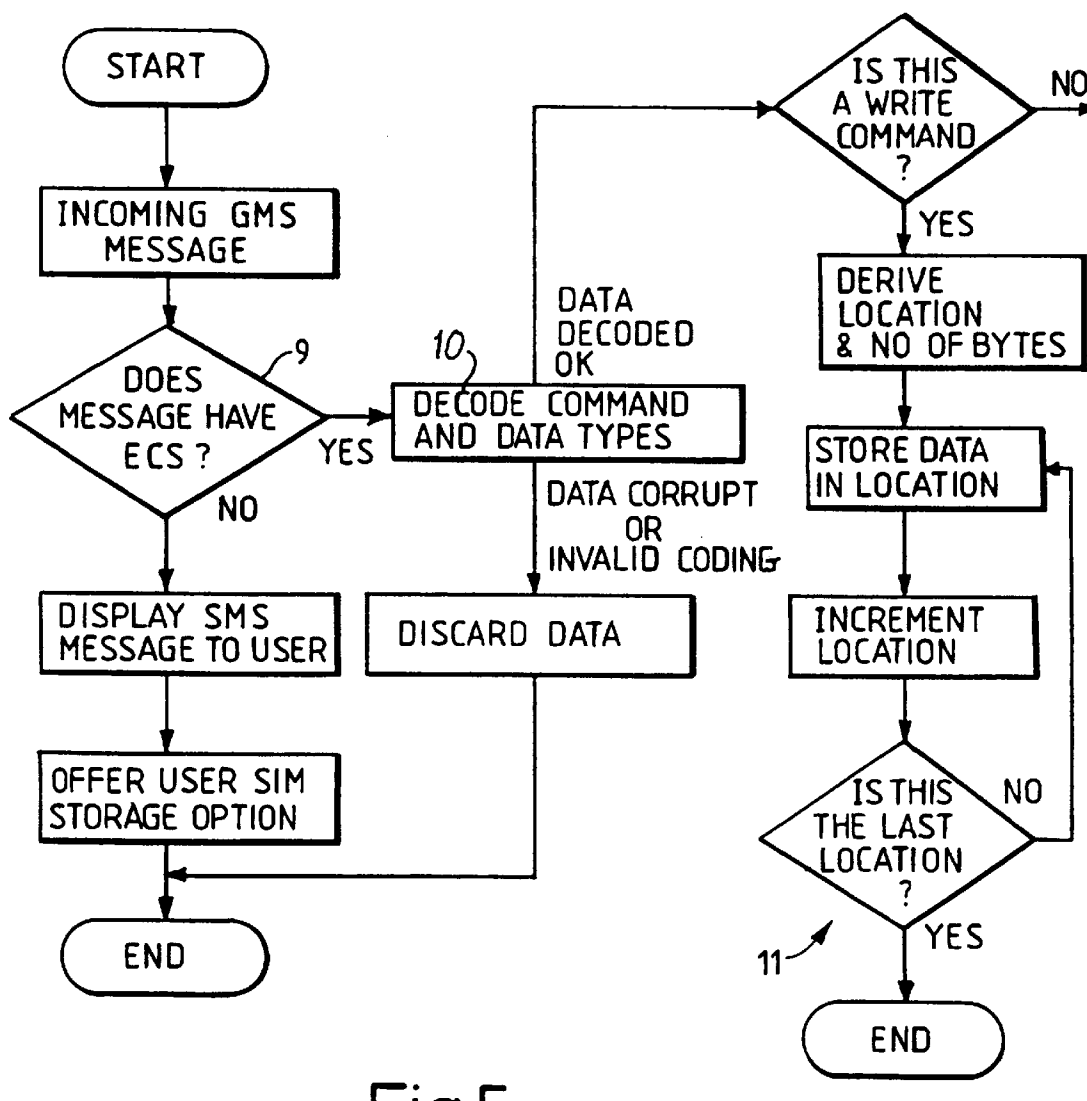 START
INCOMING GMS
MESSAGE
9
DOES
MESSAGE HAVE
ECS ?
YES
NO
DISPLAY SMS
MESSAGE TO USER
OFFER USER SIM
STORAGE OPTION
END
10
DECODE COMMAND
AND DATA TYPES
DATA
DECODED
OK
DATA CORRUPT
OR
INVALID CODING
DISCARD DATA
IS THIS
A WRITE
COMMAND
?
NO
YES
DERIVE
LOCATION
& NO OF BYTES
STORE DATA
IN LOCATION
INCREMENT
LOCATION
IS THIS
THE LAST
LOCATION
?
NO
YES
11
END
Fig.5